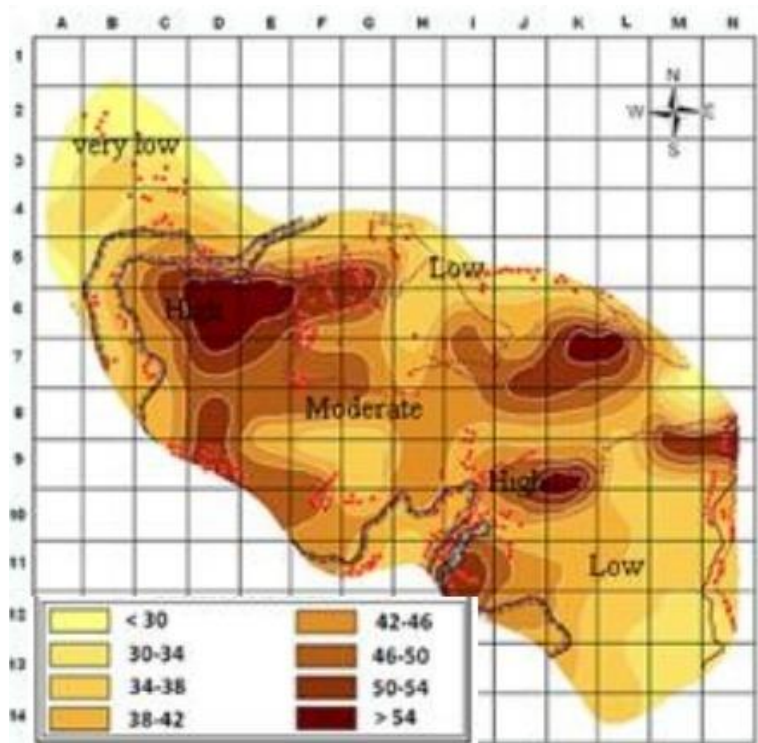 A B C D E F G H I J K L M N
1
N
2
W E
very low
3
S
4
5
Low
6
High
7
8
Moderate
9
High
10
11
Low
12
< 30 42-46
30-34 46-50
13
34-38 50-54
14
38-42 > 54